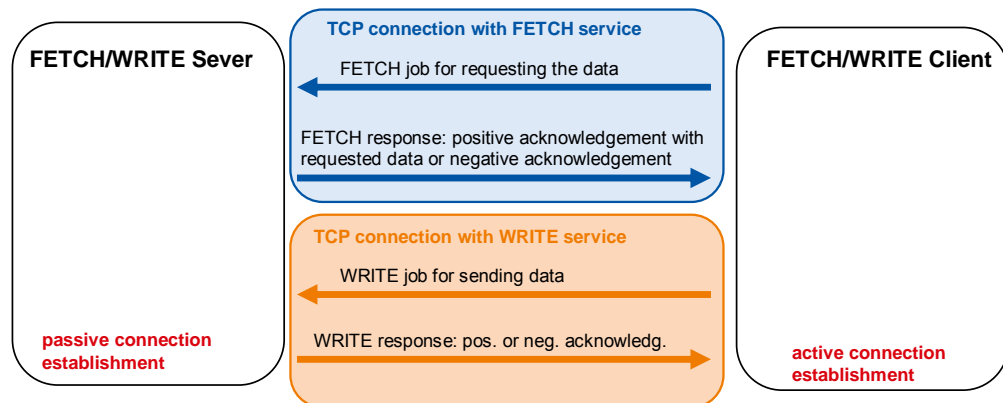 TCP connection with FETCH service
FETCH/WRITE Sever
FETCH/WRITE Client
FETCH job for requesting the data
FETCH response: positive acknowledgement with
requested data or negative acknowledgement
TCP connection with WRITE service
WRITE job for sending data
WRITE response: pos. or neg. acknowledg.
passive connection
establishment
active connection
establishment